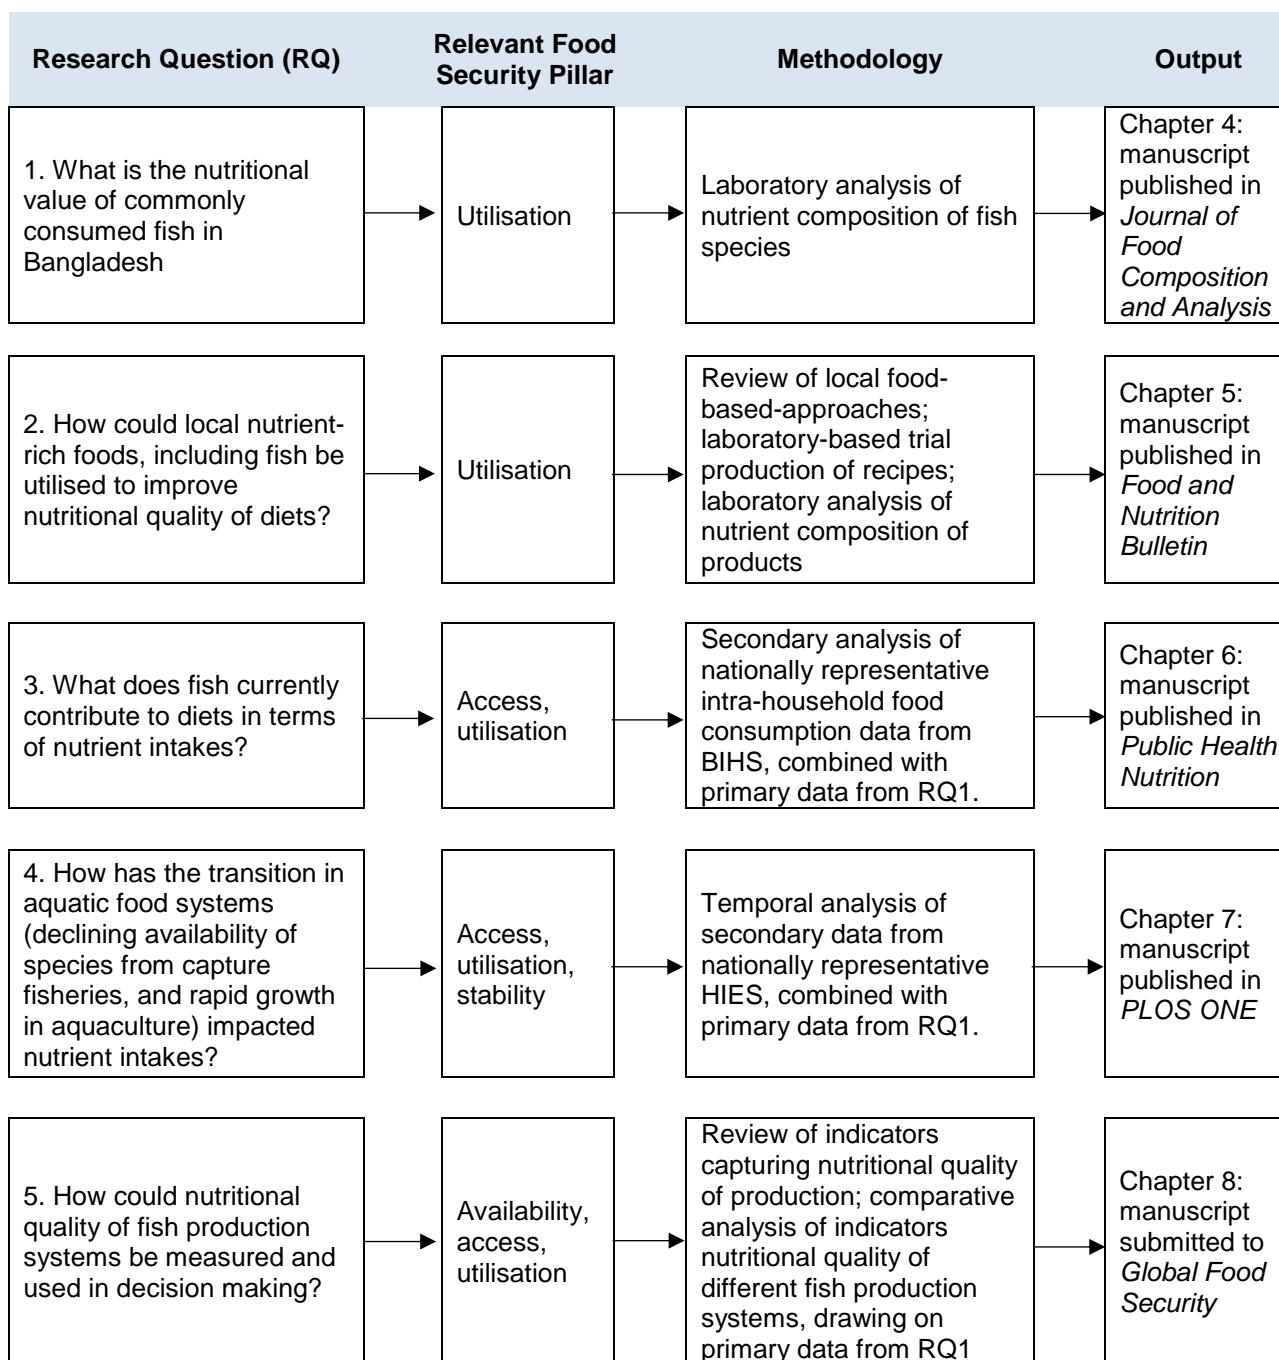 Research Question (RQ)
Relevant Food
Security Pillar
Methodology
Output
1. What is the nutritional
value of commonly
consumed fish in
Bangladesh
Utilisation
Laboratory analysis of
nutrient composition of fish
species
Chapter 4:
manuscript
published in
Journal of
Food
Composition
and Analysis
2. How could local nutrient-
rich foods, including fish be
utilised to improve
nutritional quality of diets?
Utilisation
Review of local food-
based-approaches;
laboratory-based trial
production of recipes;
laboratory analysis of
nutrient composition of
products
Chapter 5:
manuscript
published in
Food and
Nutrition
Bulletin
3. What does fish currently
contribute to diets in terms
of nutrient intakes?
Access,
utilisation
Secondary analysis of
nationally representative
intra-household food
consumption data from
BIHS, combined with
primary data from RQ1.
Chapter 6:
manuscript
published in
Public Health
Nutrition
4. How has the transition in
aquatic food systems
(declining availability of
species from capture
fisheries, and rapid growth
in aquaculture) impacted
nutrient intakes?
Access,
utilisation,
stability
Temporal analysis of
secondary data from
nationally representative
HIES, combined with
primary data from RQ1.
Chapter 7:
manuscript
published in
PLOS ONE
5. How could nutritional
quality of fish production
systems be measured and
used in decision making?
Availability,
access,
utilisation
Review of indicators
capturing nutritional quality
of production; comparative
analysis of indicators
nutritional quality of
different fish production
systems, drawing on
primary data from RQ1
Chapter 8:
manuscript
submitted to
Global Food
Security